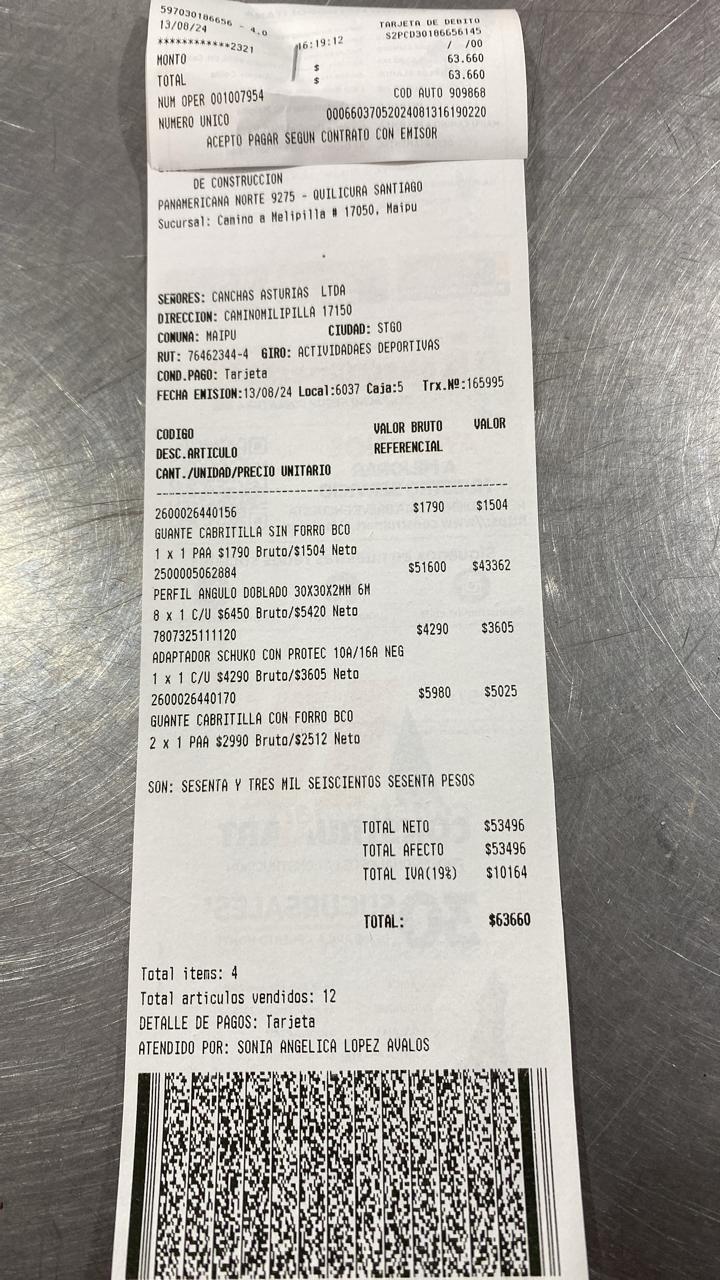 597030186656 - 4.0
TARJETA DE DEBITO
13/08/24 16:19:12 S2PCD30186656145
************2321 / /00
MONTO $ 63.660
TOTAL $ 63.660
NUM OPER 001007954 COD AUTO 909868
NUMERO UNICO 00066037052024081316190220
ACEPTO PAGAR SEGUN CONTRATO CON EMISOR
DE CONSTRUCCION
PANAMERICANA NORTE 9275 - QUILICURA SANTIAGO
Sucursal: Camino a Melipilla # 17050, Maipu
SEÑORES: CANCHAS ASTURIAS LTDA
DIRECCION: CAMINOMILIPILLA 17150
COMUNA: MAIPU CIUDAD: STGO
RUT: 76462344-4 GIRO: ACTIVIDADAES DEPORTIVAS
COND.PAGO: Tarjeta
FECHA EMISION:13/08/24 Local:6037 Caja:5 Trx.Nº:165995
CODIGO VALOR BRUTO VALOR
DESC.ARTICULO REFERENCIAL
CANT./UNIDAD/PRECIO UNITARIO
2600026440156 $1790 $1504
GUANTE CABRITILLA SIN FORRO BCO
1 x 1 PAA $1790 Bruto/$1504 Neto
2500005062884 $51600 $43362
PERFIL ANGULO DOBLADO 30X30X2MM 6M
8 x 1 C/U $6450 Bruto/$5420 Neto
7807325111120 $4290 $3605
ADAPTADOR SCHUKO CON PROTEC 10A/16A NEG
1 x 1 C/U $4290 Bruto/$3605 Neto
2600026440170 $5980 $5025
GUANTE CABRITILLA CON FORRO BCO
2 x 1 PAA $2990 Bruto/$2512 Neto
SON: SESENTA Y TRES MIL SEISCIENTOS SESENTA PESOS
TOTAL NETO $53496
TOTAL AFECTO $53496
TOTAL IVA(19%) $10164
TOTAL: $63660
Total items: 4
Total articulos vendidos: 12
DETALLE DE PAGOS: Tarjeta
ATENDIDO POR: SONIA ANGELICA LOPEZ AVALOS